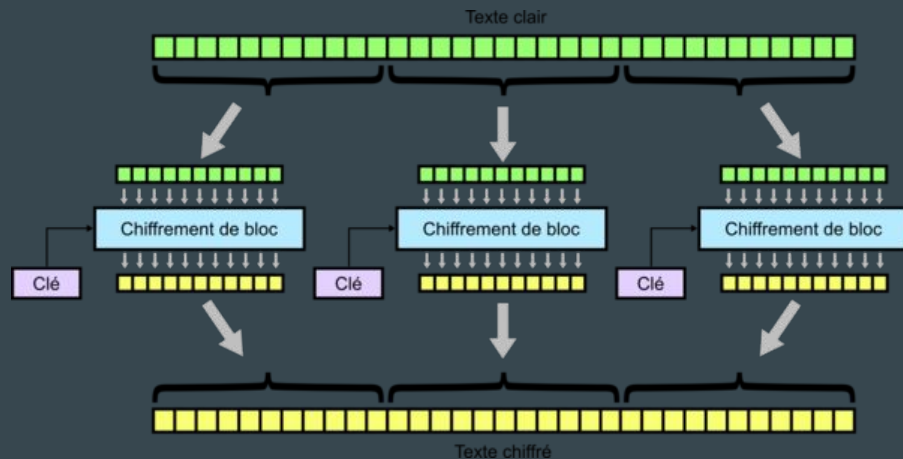 Texte clair
Chiffrement de bloc
Chiffrement de bloc
Chiffrement de bloc
Clé
Clé
Clé
Texte chiffré